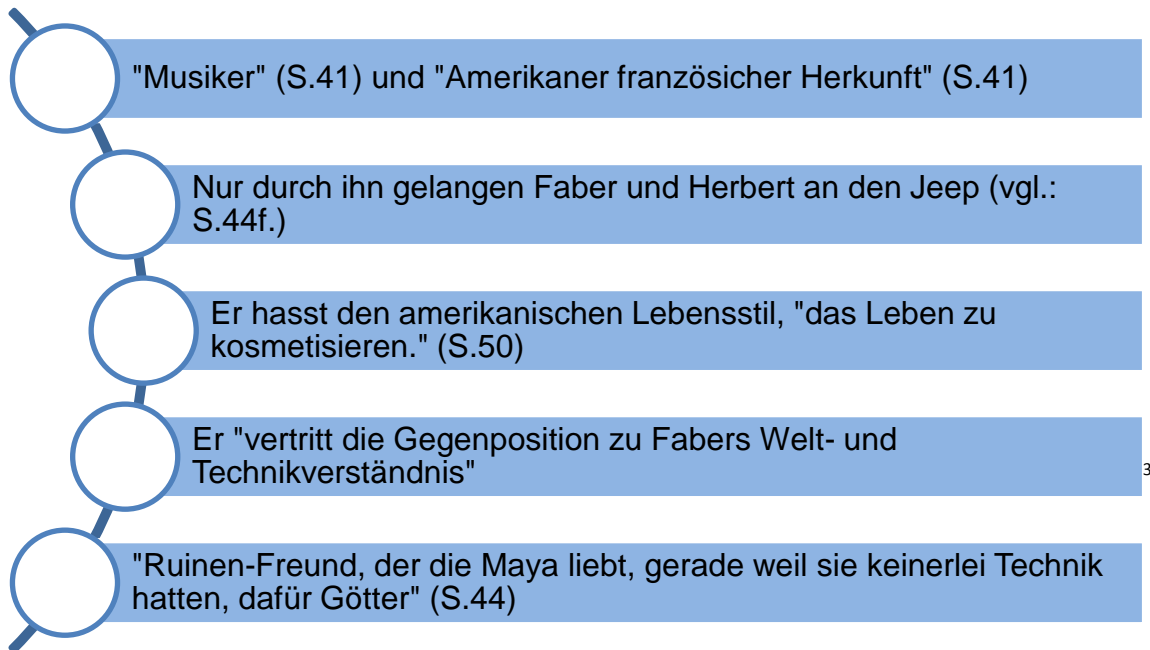 "Musiker" (S.41) und "Amerikaner französicher Herkunft" (S.41)
Nur durch ihn gelangen Faber und Herbert an den Jeep (vgl.:
S.44f.)
Er hasst den amerikanischen Lebensstil, "das Leben zu
kosmetisieren." (S.50)
Er "vertritt die Gegenposition zu Fabers Welt- und
Technikverständnis"
3
"Ruinen-Freund, der die Maya liebt, gerade weil sie keinerlei Technik
hatten, dafür Götter" (S.44)